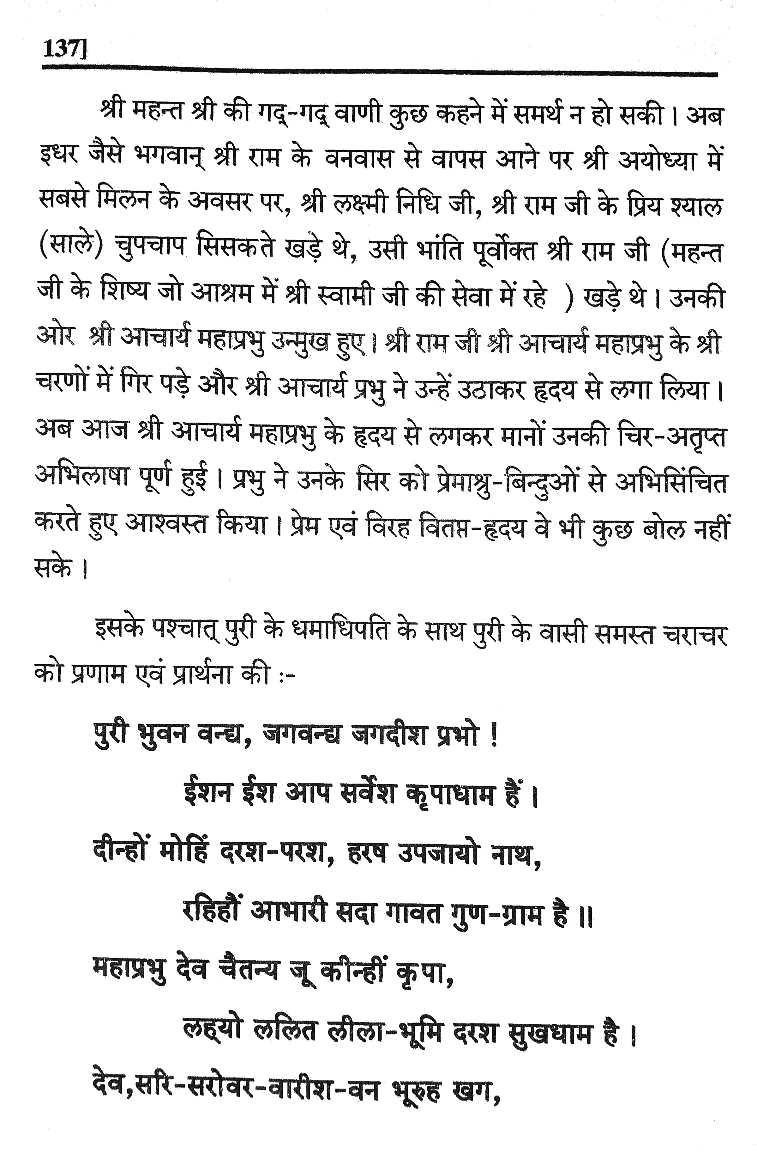 137]
श्री महन्त श्री की गद्-गद् वाणी कुछ कहने में समर्थ न हो सकी। अब
इधर जैसे भगवान् श्री राम के वनवास से वापस आने पर श्री अयोध्या में
सबसे मिलन के अवसर पर, श्री लक्ष्मी निधि जी, श्री राम जी के प्रिय श्याल
(साले) चुपचाप सिसकते खड़े थे, उसी भांति पूर्वोक्त श्री राम जी (महन्त
जी के शिष्य जो आश्रम में श्री स्वामी जी की सेवा में रहे ) खड़े थे। उनकी
ओर श्री आचार्य महाप्रभु उन्मुख हुए। श्री राम जी श्री आचार्य महाप्रभु के श्री
चरणों में गिर पड़े और श्री आचार्य प्रभु ने उन्हें उठाकर हृदय से लगा लिया।
अब आज श्री आचार्य महाप्रभु के हृदय से लगकर मानों उनकी चिर-अतृप्त
अभिलाषा पूर्ण हुई। प्रभु ने उनके सिर को प्रेमाश्रु-बिन्दुओं से अभिसिंचित
करते हुए आश्वस्त किया। प्रेम एवं विरह वितप्त-हृदय वे भी कुछ बोल नहीं
सके।
इसके पश्चात् पुरी के धमाधिपति के साथ पुरी के वासी समस्त चराचर
को प्रणाम एवं प्रार्थना की :-
पुरी भुवन वन्द्य, जगवन्द्य जगदीश प्रभो !
ईशन ईश आप सर्वेश कृपाधाम हैं।
दीन्हों मोहिं दरश-परश, हरष उपजायो नाथ,
रहिहौं आभारी सदा गावत गुण-ग्राम है॥
महाप्रभु देव चैतन्य जू कीन्हीं कृपा,
लह्यो ललित लीला-भूमि दरश सुखधाम है।
देव,सरि-सरोवर-वारीश-वन भूरुह खग,